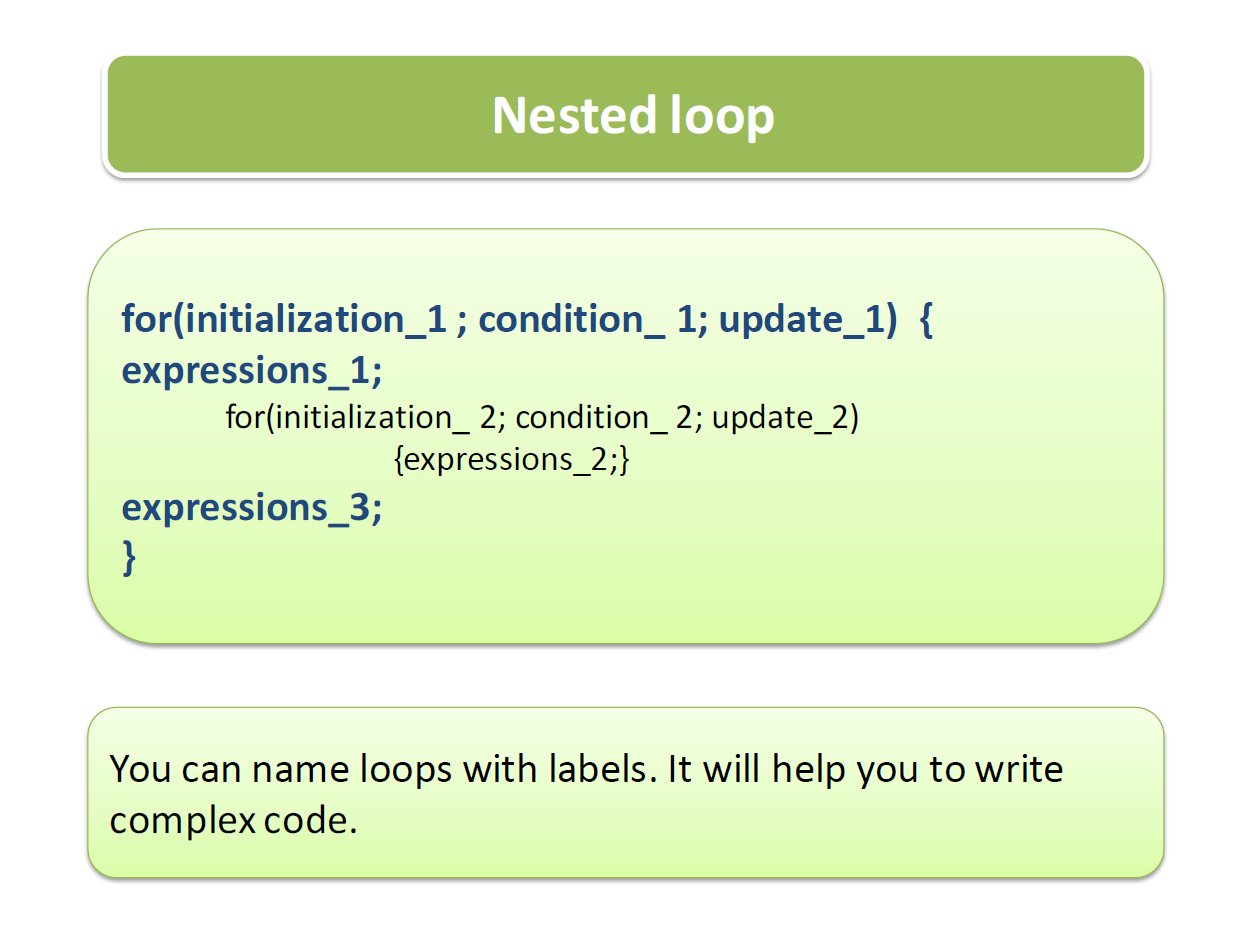 Nested loop
for(initialization_1 ; condition_ 1; update_1)  {
expressions_1;
for(initialization_ 2; condition_ 2; update_2)
{expressions_2;}
expressions_3;
}
You can name loops with labels. It will help you to write
complex code.